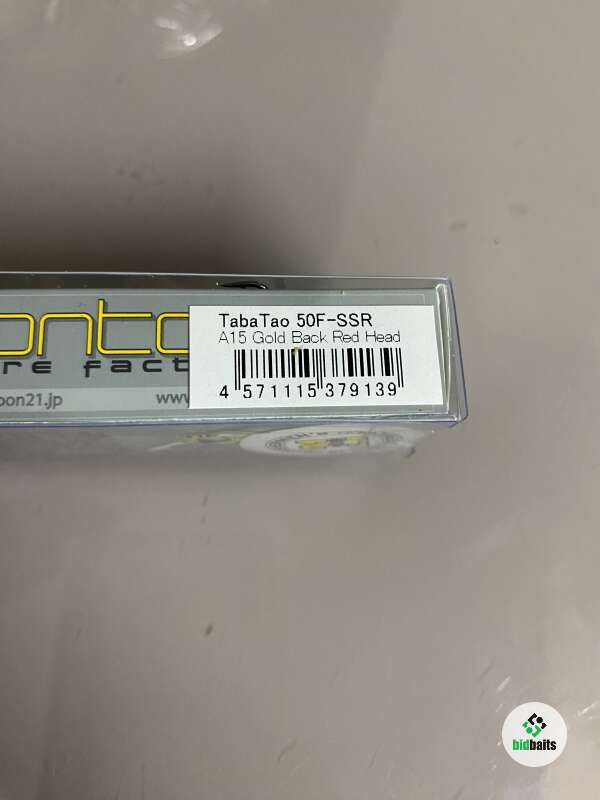 TabaTao 50F-SSR
A15 Gold Back Red Head
4 571115 379139
bidbaits